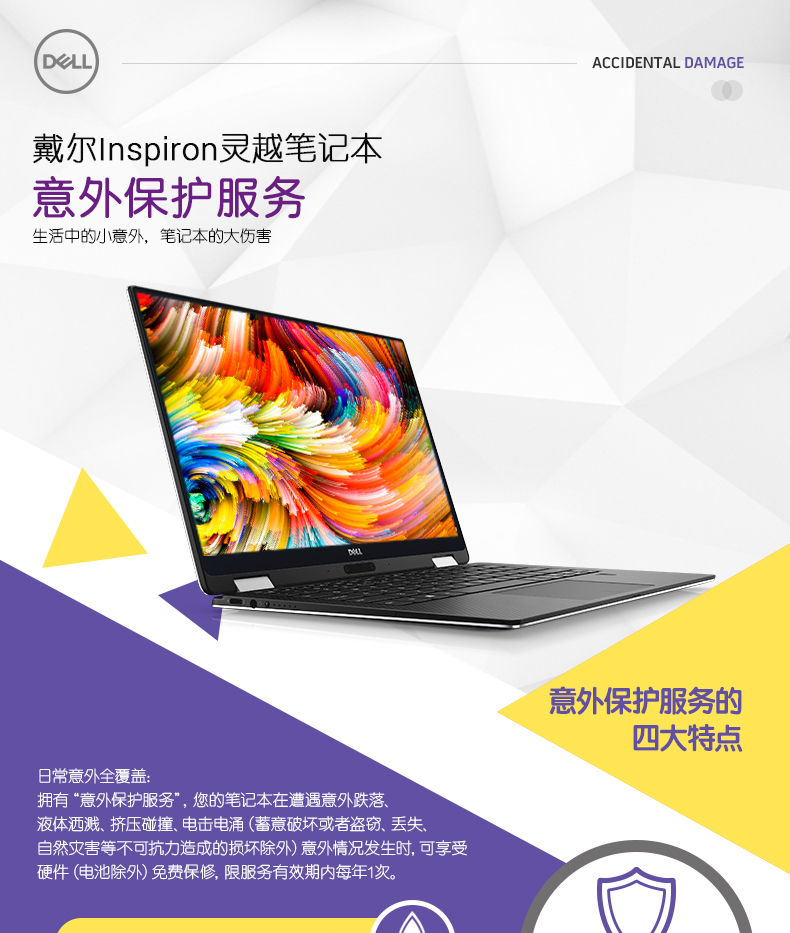 DELL
ACCIDENTAL DAMAGE
戴尔Inspiron灵越笔记本
意外保护服务
生活中的小意外，笔记本的大伤害
DELL
意外保护服务的
四大特点
日常意外全覆盖：
拥有“意外保护服务”，您的笔记本在遭遇意外跌落、
液体洒溅、挤压碰撞、电击电涌（蓄意破坏或者盗窃、丢失、
自然灾害等不可抗力造成的损坏除外）意外情况发生时，可享受
硬件（电池除外）免费保修，限服务有效期内每年1次。